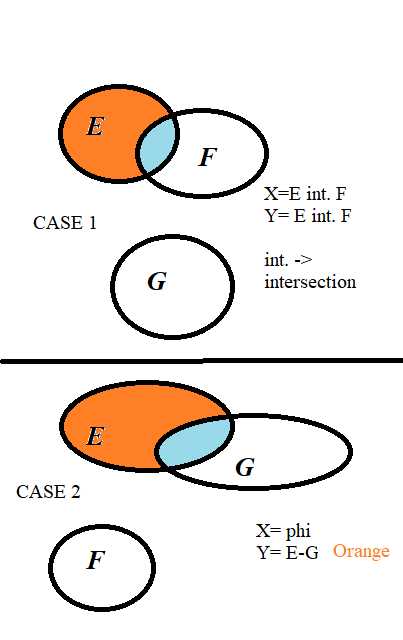 E
F
X=E int. F
Y= E int. F
CASE 1
int. ->
intersection
G
E
G
CASE 2
X= phi
Y= E-G Orange
F